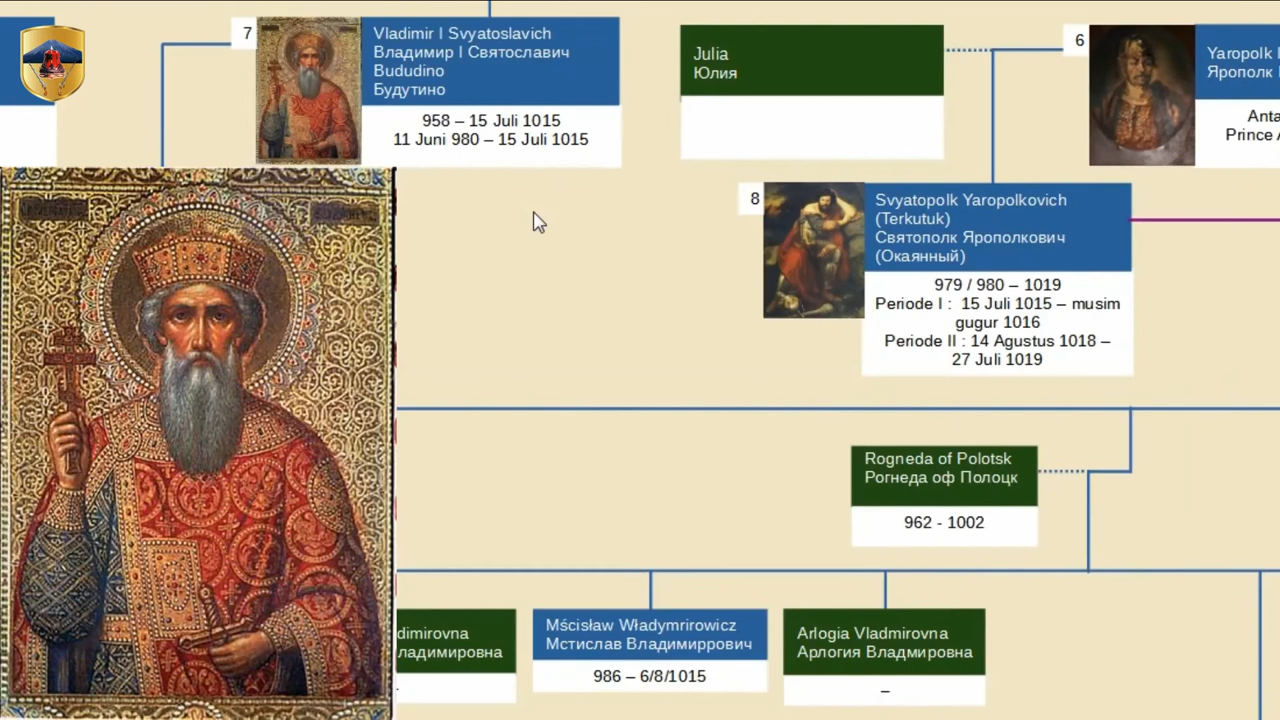 7
Vladimir I Svyatoslavich
Владимир I Святославич
Bududino
Будутино
958 – 15 Juli 1015
11 Juni 980 – 15 Juli 1015
Julia
Юлия
6
Yaropolk
Ярополк
Prince
8
Svyatopolk Yaropolkovich
(Terkutuk)
Святополк Ярополкович
(Окаянный)
979 / 980 – 1019
Periode I : 15 Juli 1015 – musim
gugur 1016
Periode II : 14 Agustus 1018 –
27 Juli 1019
Rogneda of Polotsk
Рогнеда оф Полоцк
962 - 1002
dimirovna
ладимировна
Mścisław Władymrirowicz
Мстислав Владимиррович
986 – 6/8/1015
Arlogia Vladmirovna
Арлогия Владмировна
–